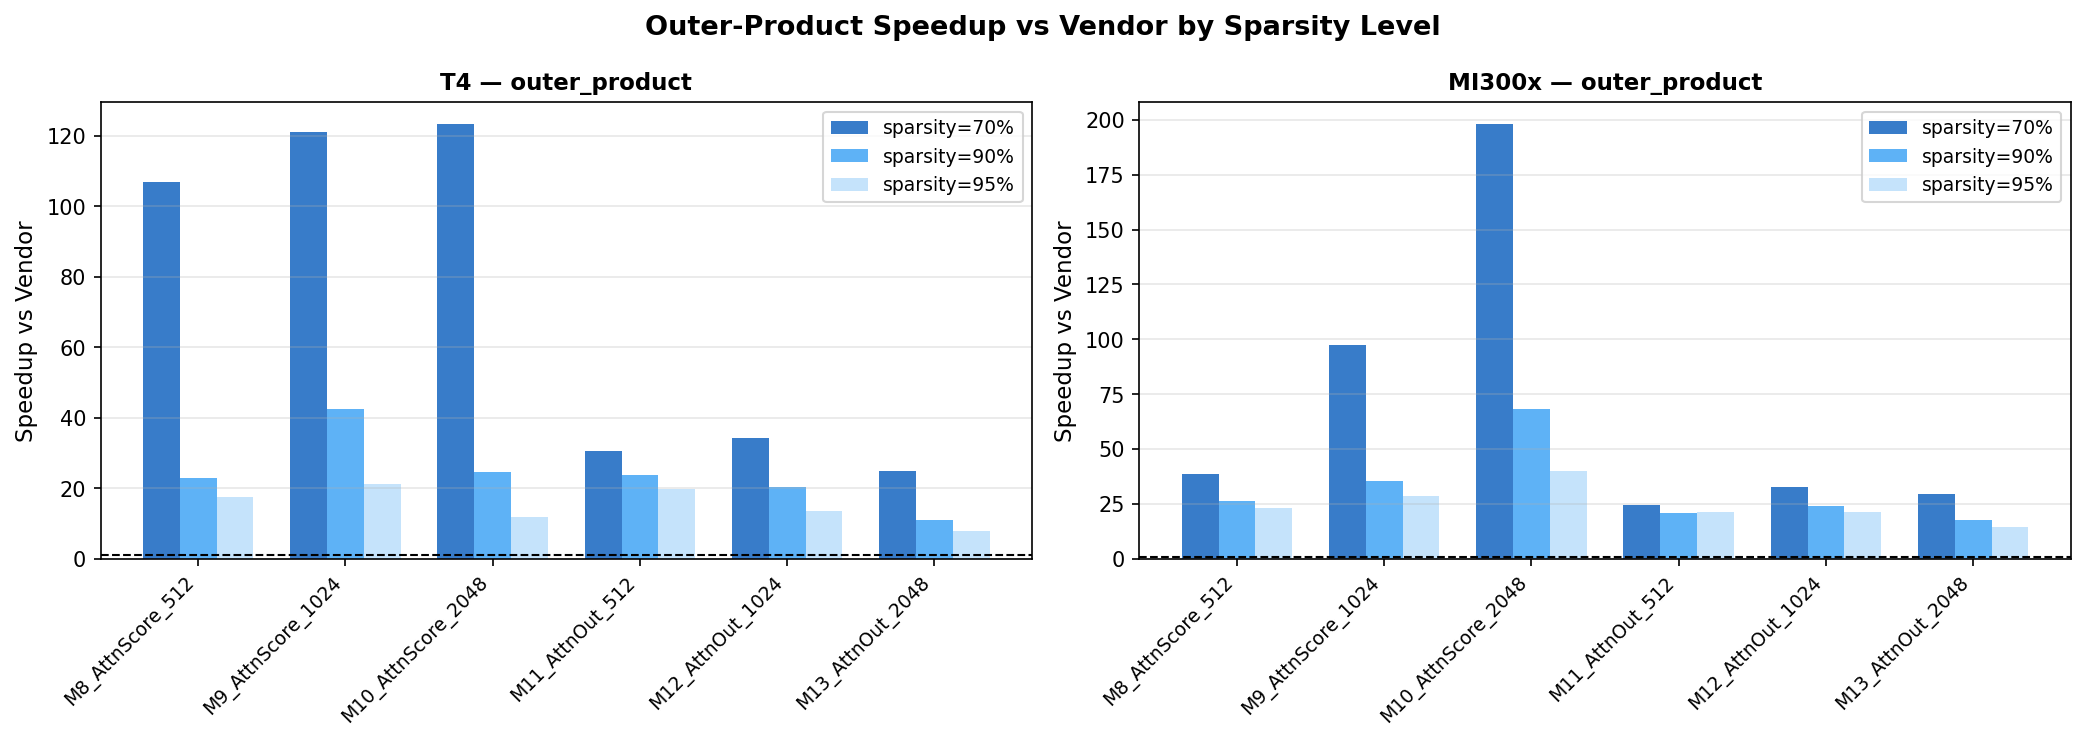 Outer-Product Speedup vs Vendor by Sparsity Level
T4 — outer_product
Speedup vs Vendor
120
100
80
60
40
20
0
sparsity=70%
sparsity=90%
sparsity=95%
M8_AttnScore_512
M9_AttnScore_1024
M10_AttnScore_2048
M11_AttnOut_512
M12_AttnOut_1024
M13_AttnOut_2048
MI300x — outer_product
Speedup vs Vendor
200
175
150
125
100
75
50
25
0
sparsity=70%
sparsity=90%
sparsity=95%
M8_AttnScore_512
M9_AttnScore_1024
M10_AttnScore_2048
M11_AttnOut_512
M12_AttnOut_1024
M13_AttnOut_2048